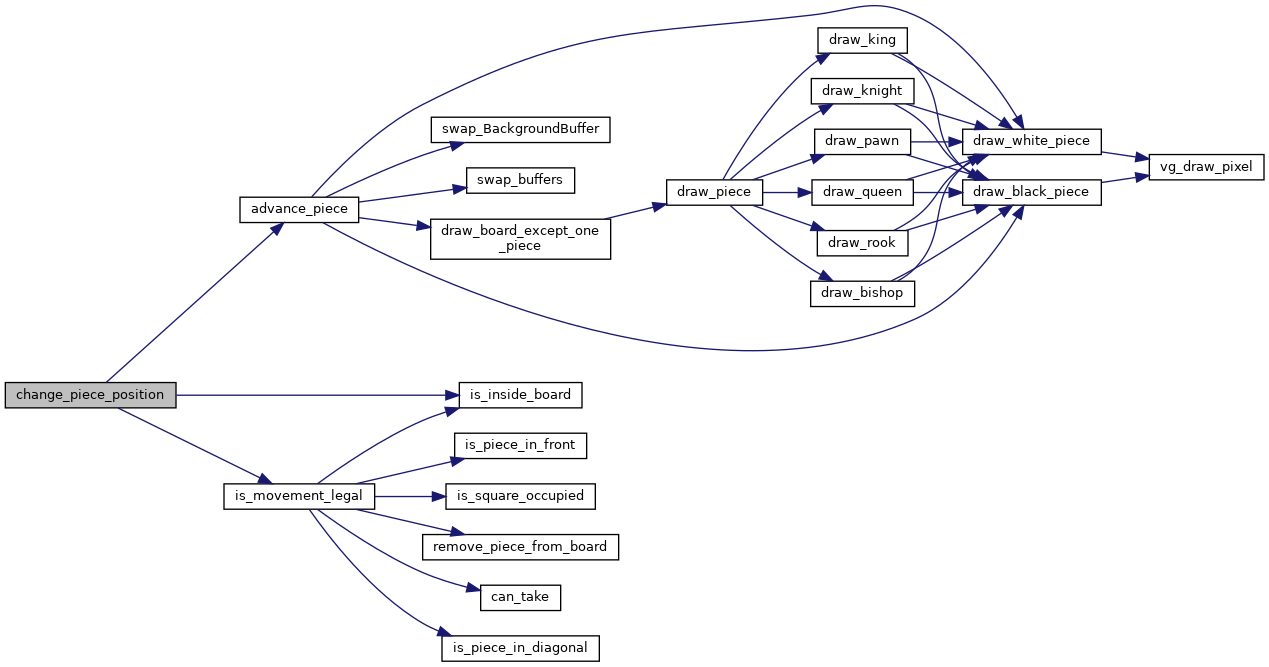 draw_king
draw_knight
swap_BackgroundBuffer
draw_pawn
draw_white_piece
vg_draw_pixel
swap_buffers
draw_piece
draw_queen
draw_black_piece
advance_piece
draw_board_except_one
_piece
draw_rook
draw_bishop
change_piece_position
is_inside_board
is_piece_in_front
is_movement_legal
is_square_occupied
remove_piece_from_board
can_take
is_piece_in_diagonal